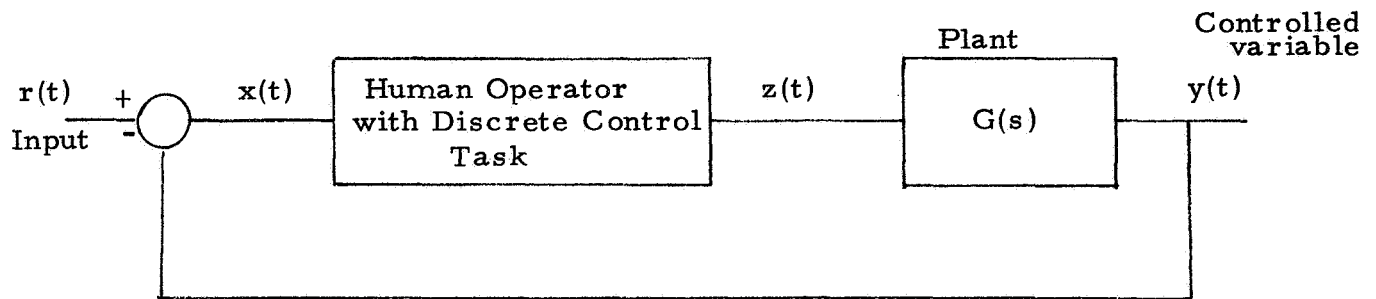 Controlled
variable
Plant
r(t)
+
-
Input
x(t)
Human Operator
with Discrete Control
Task
z(t)
G(s)
y(t)